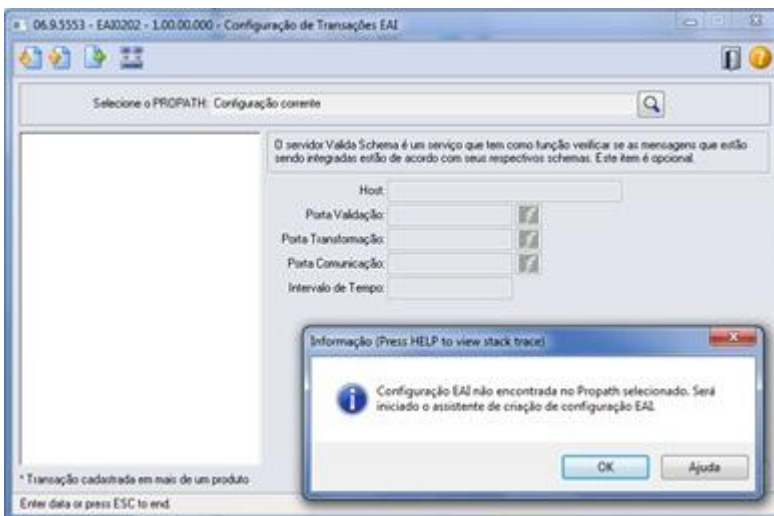 06.9.5553 - EAI0202 - 1.00.00.000 - Configuração de Transações EAI
Selecione o PROPATH: Configuração corrente
O servidor Valida Schema é um serviço que tem como função verificar se as mensagens que estão
sendo integradas estão de acordo com seus respectivos schemas. Este item é opcional.
Host:
Porta Validação:
Porta Transformação:
Porta Comunicação:
Intervalo de Tempo:
Informação (Press HELP to view stack trace)
Configuração EAI não encontrada no Propath selecionado. Será
iniciado o assistente de criação de configuração EAI.
OK Ajuda
* Transação cadastrada em mais de um produto
Enter data or press ESC to end.